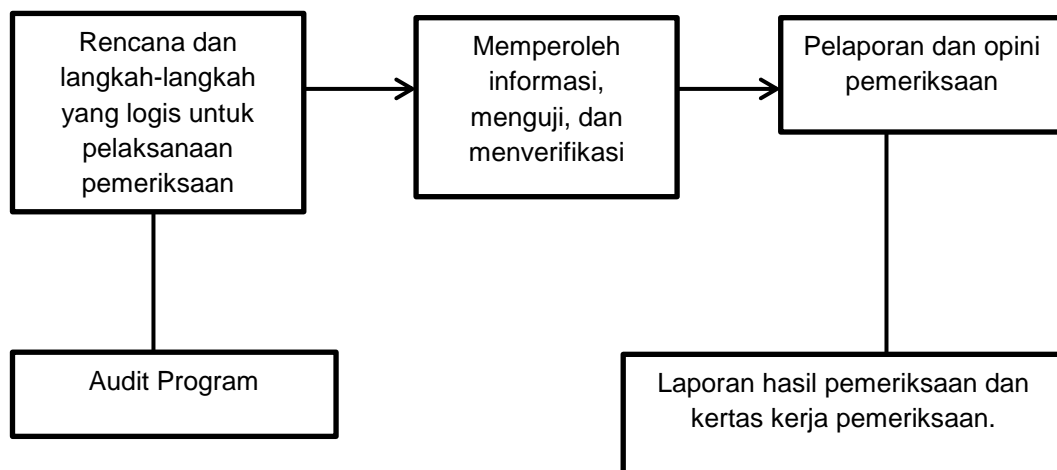 Rencana dan
langkah-langkah
yang logis untuk
pelaksanaan
pemeriksaan
Memperoleh
informasi,
menguji, dan
menverifikasi
Pelaporan dan opini
pemeriksaan
Audit Program
Laporan hasil pemeriksaan dan
kertas kerja pemeriksaan.